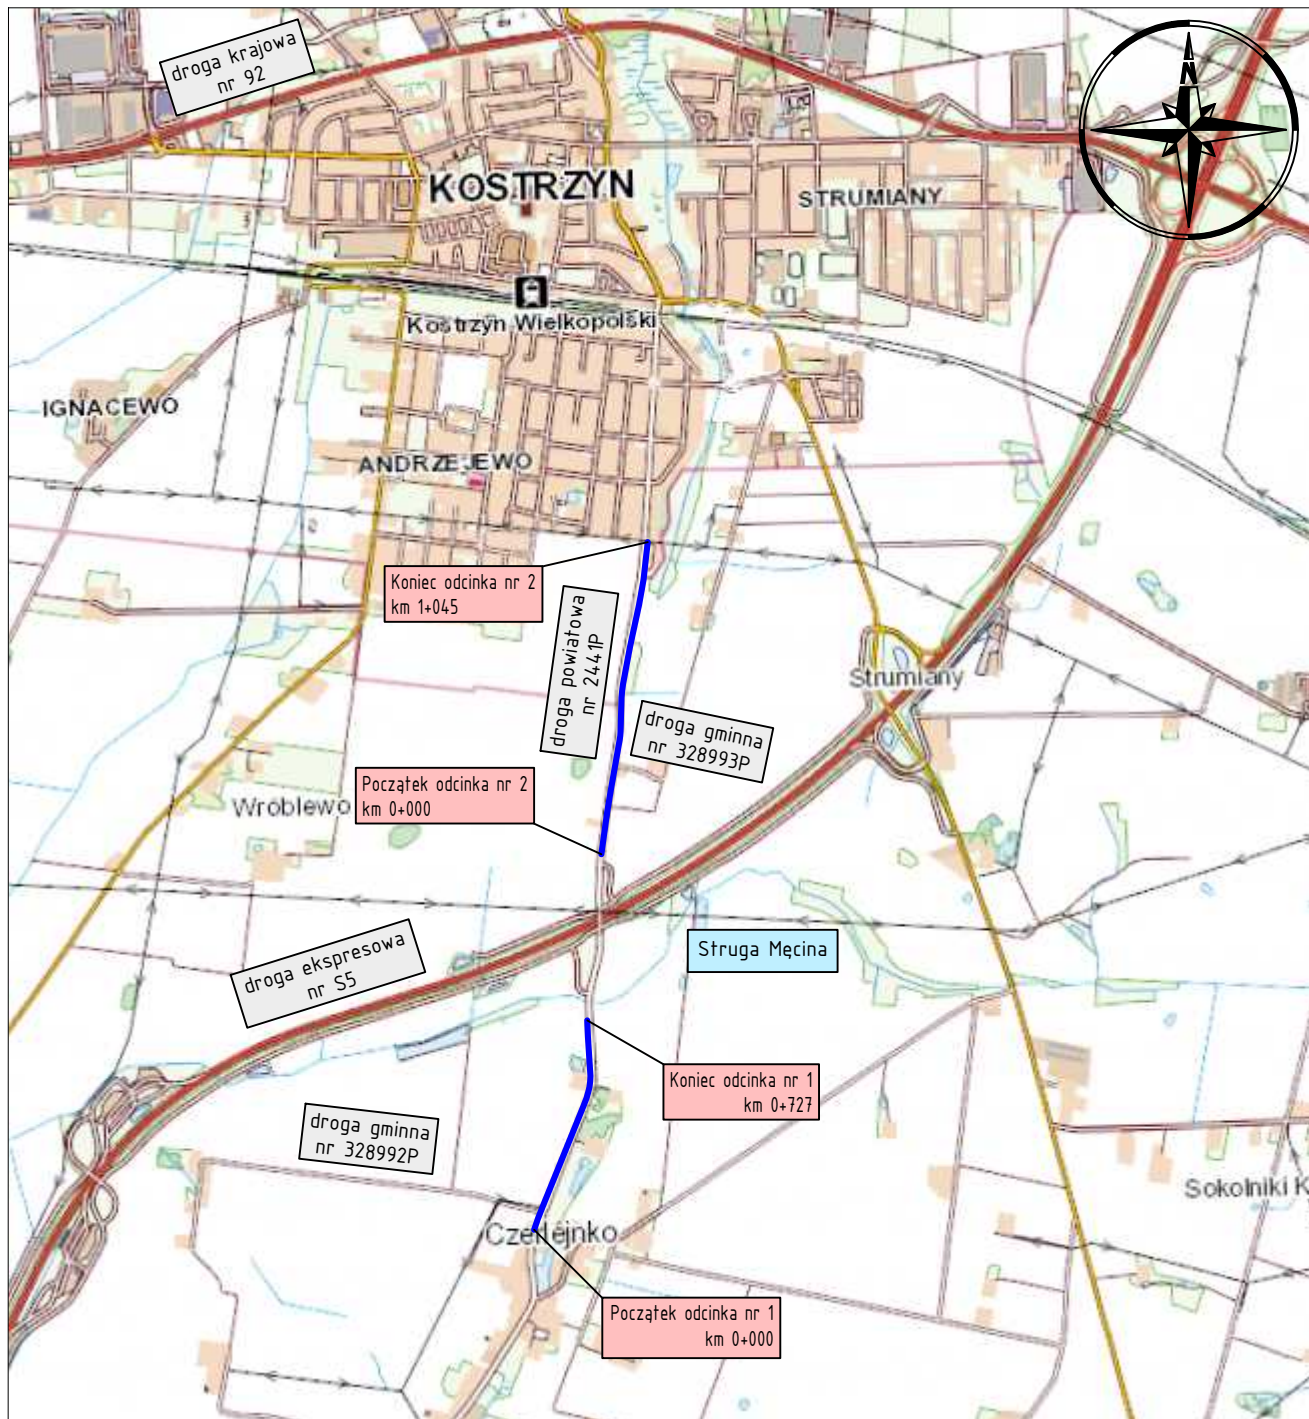 droga krajowa
nr 92
N
KOSTRZYN
STRUMIANY
Kostrzyn Wielkopolski
IGNACEWO
ANDRZEJEWO
Koniec odcinka nr 2
km 1+045
droga powiatowa
nr 2441P
Strumiany
droga gminna
nr 328993P
Początek odcinka nr 2
km 0+000
Wróblewo
droga ekspresowa
nr S5
Struga Męcina
Koniec odcinka nr 1
km 0+727
droga gminna
nr 328992P
Sokolniki K
Czerlejnko
Początek odcinka nr 1
km 0+000